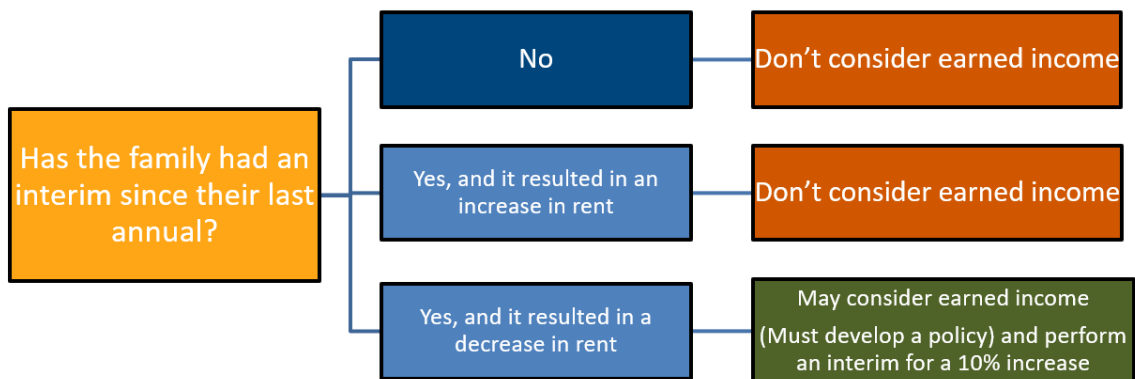 Has the family had an
interim since their last
annual?
No
Don't consider earned income
Yes, and it resulted in an
increase in rent
Don't consider earned income
Yes, and it resulted in a
decrease in rent
May consider earned income
(Must develop a policy) and perform
an interim for a 10% increase